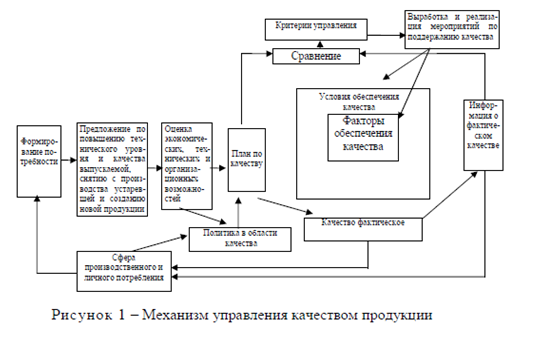 Критерии управления
Выработка и реализа-
ция мероприятий по
поддержанию качества
Сравнение
Условия обеспечения
качества
Факторы
обеспечения
качества
Инфор-
мация о
фактиче-
ском
качестве
Формиро-
вание по-
требности
Предложение по
повышению тех-
нического уров-
ня и качества
выпускаемой,
снятию с произ-
водства устарев-
шей и созданию
новой продукции
Оценка
экономиче-
ских, тех-
нических и
организа-
ционных
возможно-
стей
План по
качеству
Политика в области
качества
Качество фактическое
Сфера
производственного и
личного потребления
Рисунок 1 – Механизм управления качеством продукции